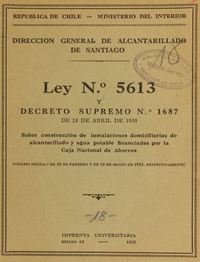 REPUBLICA DE CHILE -- MINISTERIO DEL INTERIOR
DIRECCION GENERAL DE ALCANTARILLADO
DE SANTIAGO
16
Ley N.º 5613
Y
DECRETO SUPREMO N.º 1687
DE 23 DE ABRIL DE 1935
Sobre construcción de instalaciones domiciliarias de
alcantarillado y agua potable financiadas por la
Caja Nacional de Ahorros
-18-
IMPRENTA UNIVERSITARIA
ESTADO 63 — 1935